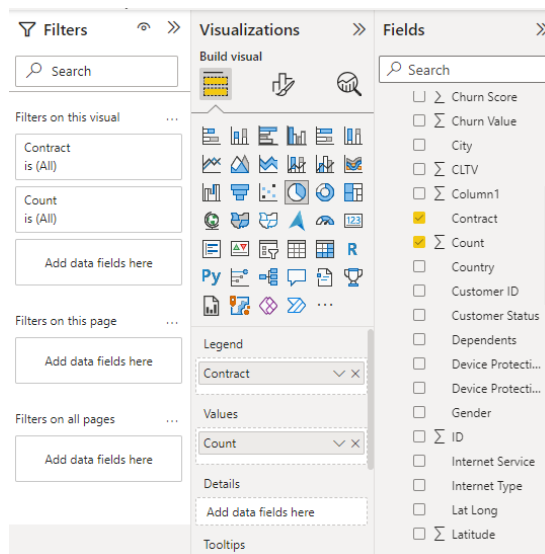 Filters
Search
Filters on this visual
...
Contract
is (All)
Count
is (All)
Add data fields here
Filters on this page
...
Add data fields here
Filters on all pages
...
Add data fields here
Visualizations
Build visual
123
R
Py
...
Legend
Contract
Values
Count
Details
Add data fields here
Tooltips
Fields
Search
∑ Churn Score
∑ Churn Value
City
∑ CLTV
∑ Column1
Contract
∑ Count
Country
Customer ID
Customer Status
Dependents
Device Protecti...
Device Protecti...
Gender
∑ ID
Internet Service
Internet Type
Lat Long
∑ Latitude